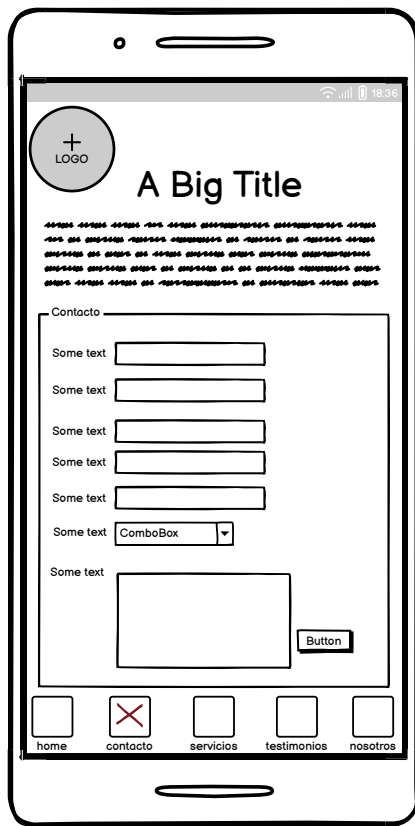 18:36
LOGO
A Big Title
Contacto
Some text
Some text
Some text
Some text
Some text
Some text ComboBox
Some text
Button
home contacto servicios testimonios nosotros